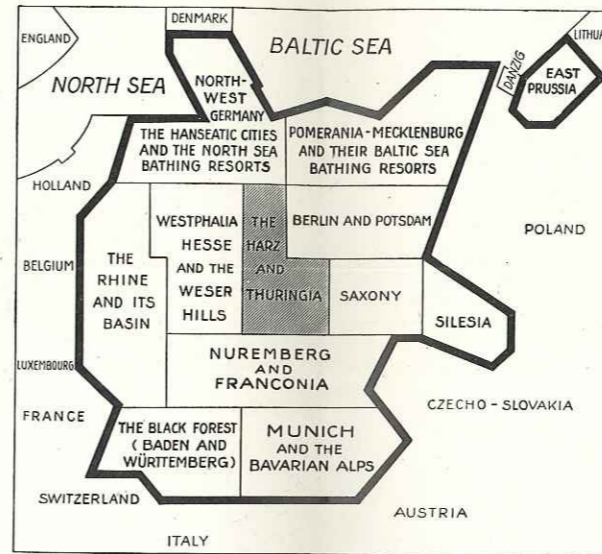 DENMARK
ENGLAND
BALTIC SEA
NORTH SEA
DANZIG
EAST
PRUSSIA
NORTH-
WEST
GERMANY
THE HANSEATIC CITIES
AND THE NORTH SEA
BATHING RESORTS
POMERANIA-MECKLENBURG
AND THEIR BALTIC SEA
BATHING RESORTS
HOLLAND
WESTPHALIA
HESSE
AND THE
WESER
HILLS
THE
HARZ
AND
THURINGIA
BERLIN AND POTSDAM
POLAND
BELGIUM
THE
RHINE
AND ITS
BASIN
SAXONY
SILESIA
LUXEMBOURG
NUREMBERG
AND
FRANCONIA
FRANCE
CZECHO-SLOVAKIA
THE BLACK FOREST
(BADEN AND
WÜRTTEMBERG)
MUNICH
AND THE
BAVARIAN ALPS
SWITZERLAND
AUSTRIA
ITALY